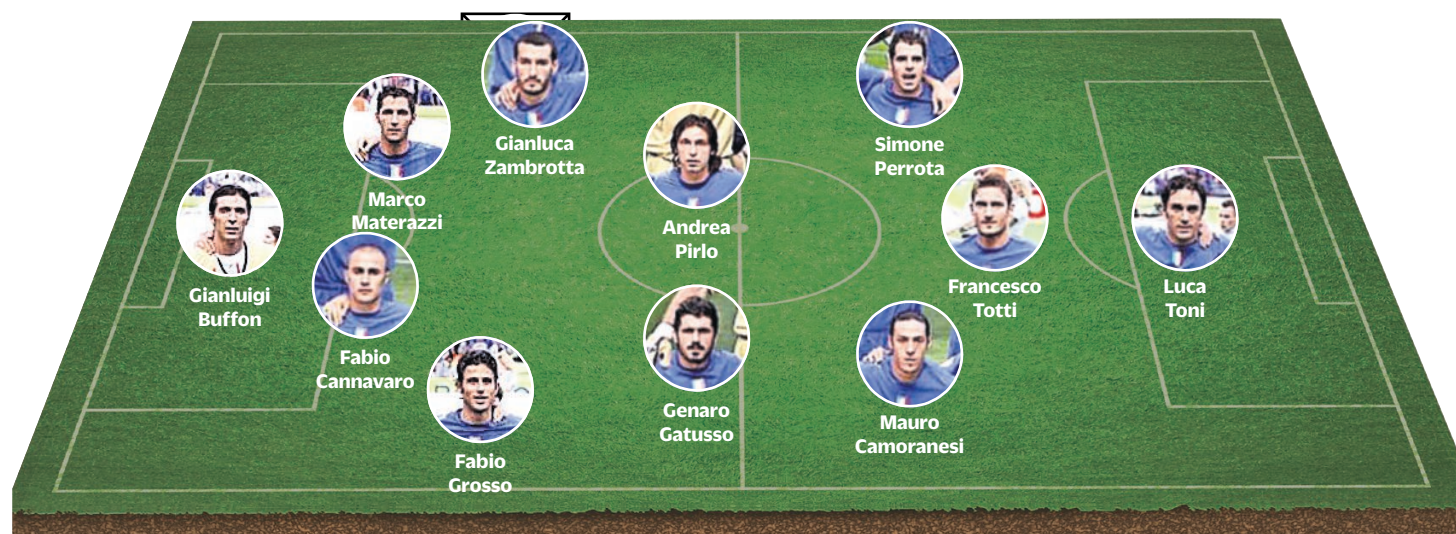 Gianluca
Zambrotta
Simone
Perrota
Marco
Materazzi
Andrea
Pirlo
Gianluigi
Buffon
Francesco
Totti
Luca
Toni
Fabio
Cannavaro
Genaro
Gatusso
Mauro
Camoranesi
Fabio
Grosso